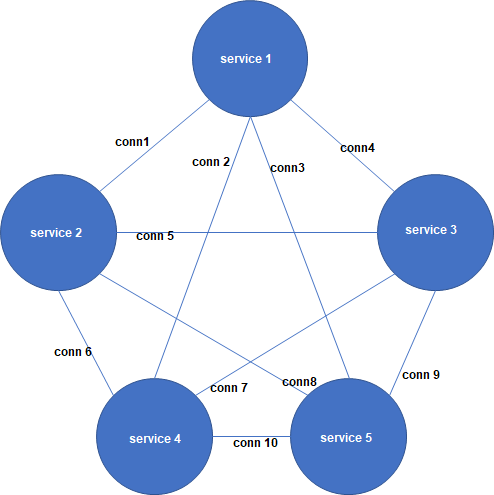 service 1
conn1
conn4
conn 2
conn3
service 2
conn 5
service 3
conn 6
conn 7
conn8
conn 9
service 4
conn 10
service 5